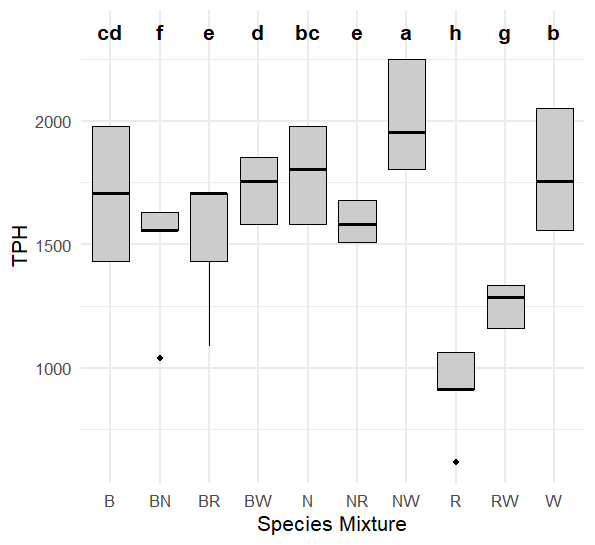 cd f e d bc e a h g b
TPH
2000
1500
1000
B BN BR BW N NR NW R RW W
Species Mixture